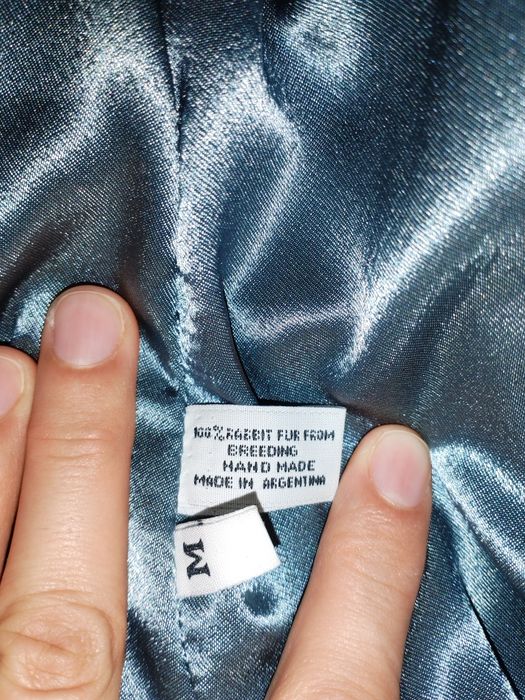 100% RABBIT FUR FROM
BREEDING
HAND MADE
MADE IN ARGENTINA
M